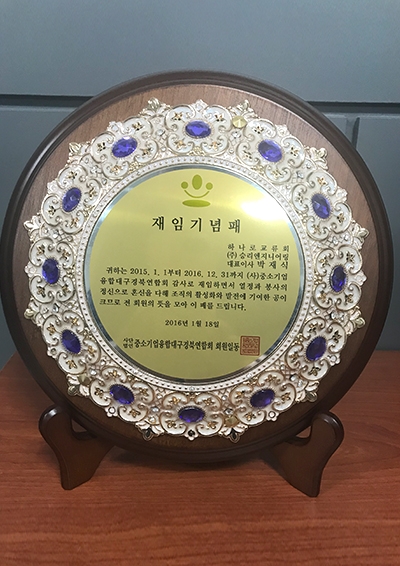 재임기념패
하나로교류회
(주)승리엔지니어링
대표이사 박재식
귀하는 2015. 1. 1부터 2016. 12. 31까지 (사)중소기업
융합대구경북연합회 감사로 재임하면서 열정과 봉사의
정신으로 혼신을 다해 조직의 활성화와 발전에 기여한 공이
크므로 전 회원의 뜻을 모아 이 패를 드립니다.
2016년 1월 18일
사단법인 중소기업융합대구경북연합회 회원일동